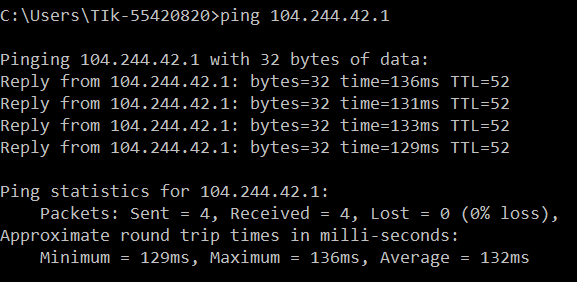 C:\Users\TIk-55420820>ping 104.244.42.1
Pinging 104.244.42.1 with 32 bytes of data:
Reply from 104.244.42.1: bytes=32 time=136ms TTL=52
Reply from 104.244.42.1: bytes=32 time=131ms TTL=52
Reply from 104.244.42.1: bytes=32 time=133ms TTL=52
Reply from 104.244.42.1: bytes=32 time=129ms TTL=52
Ping statistics for 104.244.42.1:
    Packets: Sent = 4, Received = 4, Lost = 0 (0% loss),
Approximate round trip times in milli-seconds:
    Minimum = 129ms, Maximum = 136ms, Average = 132ms